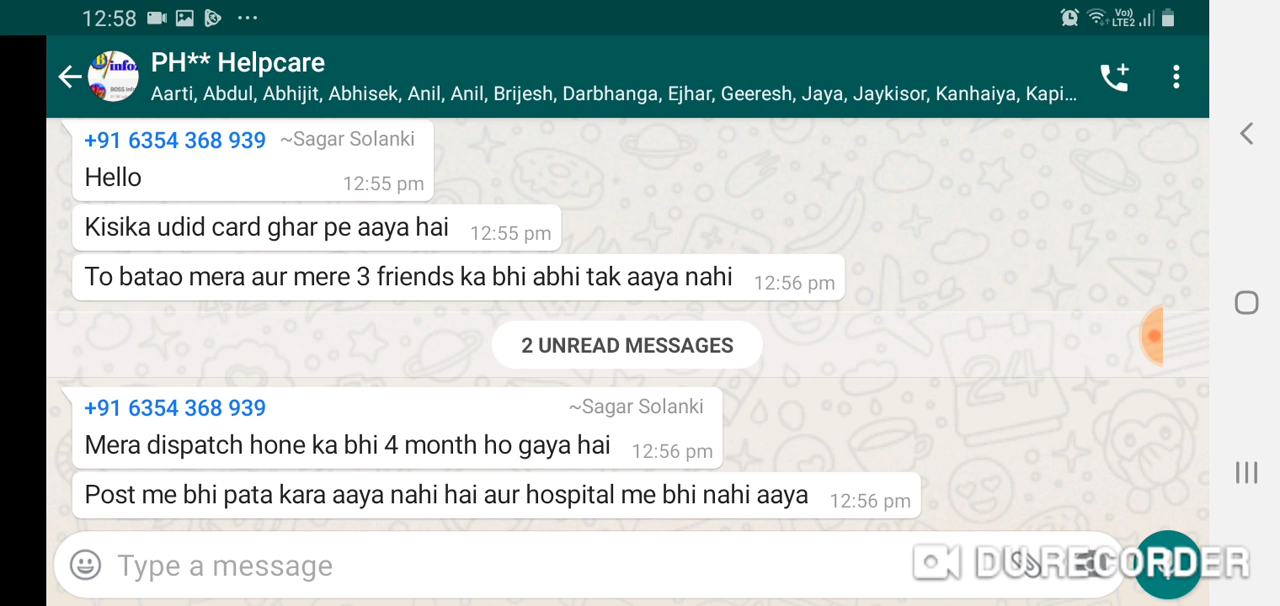 12:58
Vo))
LTE2
PH** Helpcare
Aarti, Abdul, Abhijit, Abhisek, Anil, Anil, Brijesh, Darbhanga, Ejhar, Geeresh, Jaya, Jaykisor, Kanhaiya, Kapi...
+91 6354 368 939 ~Sagar Solanki
Hello 12:55 pm
Kisika udid card ghar pe aaya hai 12:55 pm
To batao mera aur mere 3 friends ka bhi abhi tak aaya nahi 12:56 pm
2 UNREAD MESSAGES
+91 6354 368 939 ~Sagar Solanki
Mera dispatch hone ka bhi 4 month ho gaya hai 12:56 pm
Post me bhi pata kara aaya nahi hai aur hospital me bhi nahi aaya 12:56 pm
Type a message
DU RECORDER